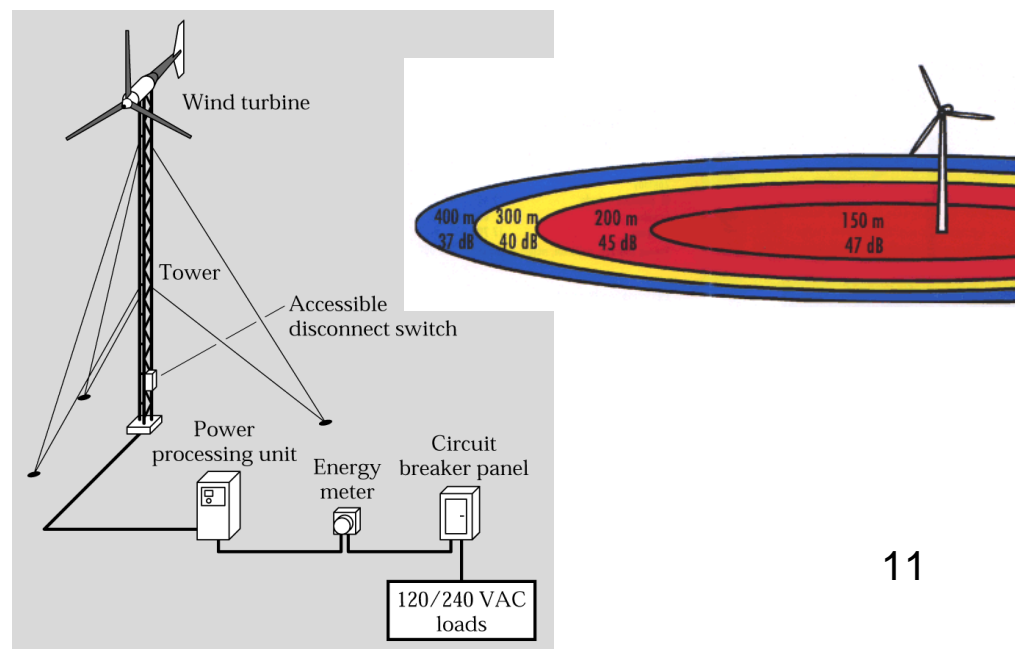 Wind turbine
Tower
Accessible
disconnect switch
Power
processing unit
Energy
meter
Circuit
breaker panel
120/240 VAC
loads
400 m
37 dB
300 m
40 dB
200 m
45 dB
150 m
47 dB
11